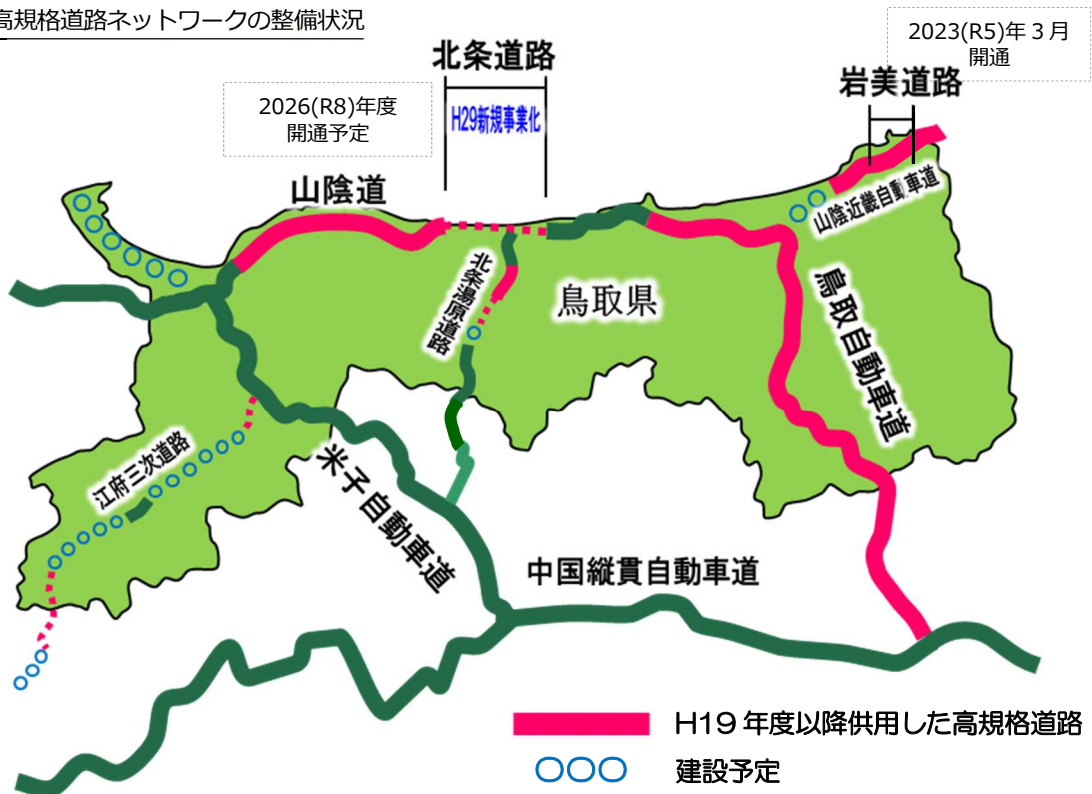 高規格道路ネットワークの整備状況
北条道路
2023(R5)年3月
開通
岩美道路
2026(R8)年度
開通予定
H29新規事業化
山陰道
山陰近畿自動車道
北条湯原道路
鳥取県
鳥取自動車道
江府三次道路
米子自動車道
中国縦貫自動車道
H19年度以降供用した高規格道路
建設予定